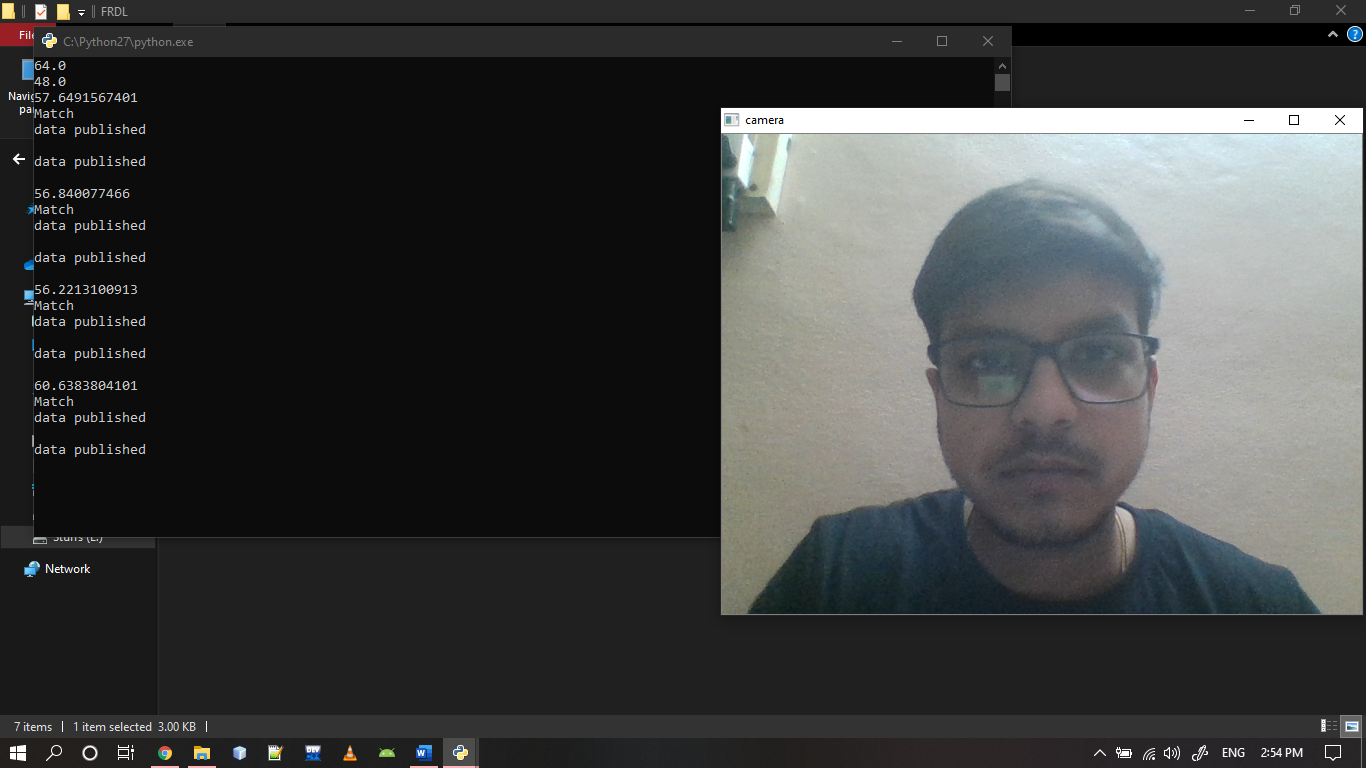 FRDL
File
C:\Python27\python.exe
64.0
48.0
57.6491567401
Match
data published
data published
56.840077466
Match
data published
data published
56.2213100913
Match
data published
data published
60.6383804101
Match
data published
data published
camera
Stuffs (E:)
Network
7 items
1 item selected 3.00 KB
ENG
2:54 PM